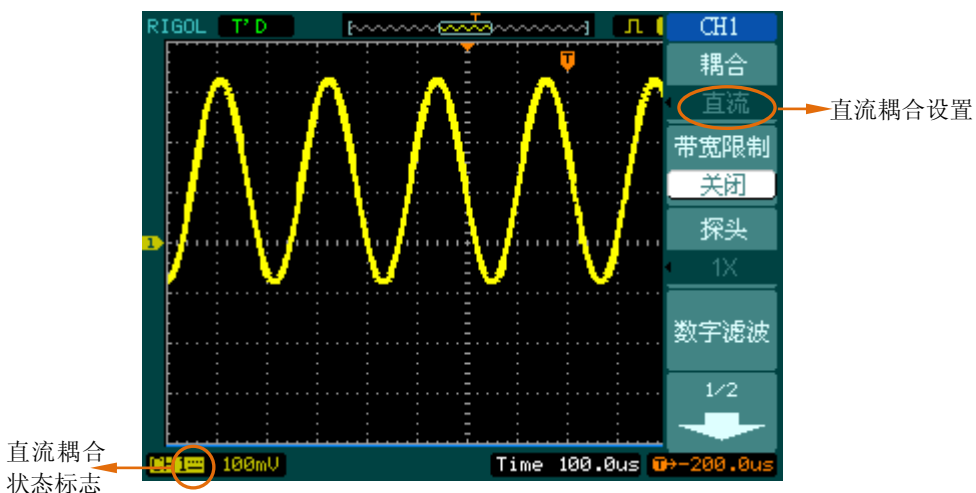 RIGOL T'D T CH1
耦合
直流
直流耦合设置
带宽限制
关闭
T
探头
1X
1
数字滤波
1/2
直流耦合
状态标志
CH1 100mV Time 100.0us T→-200.0us